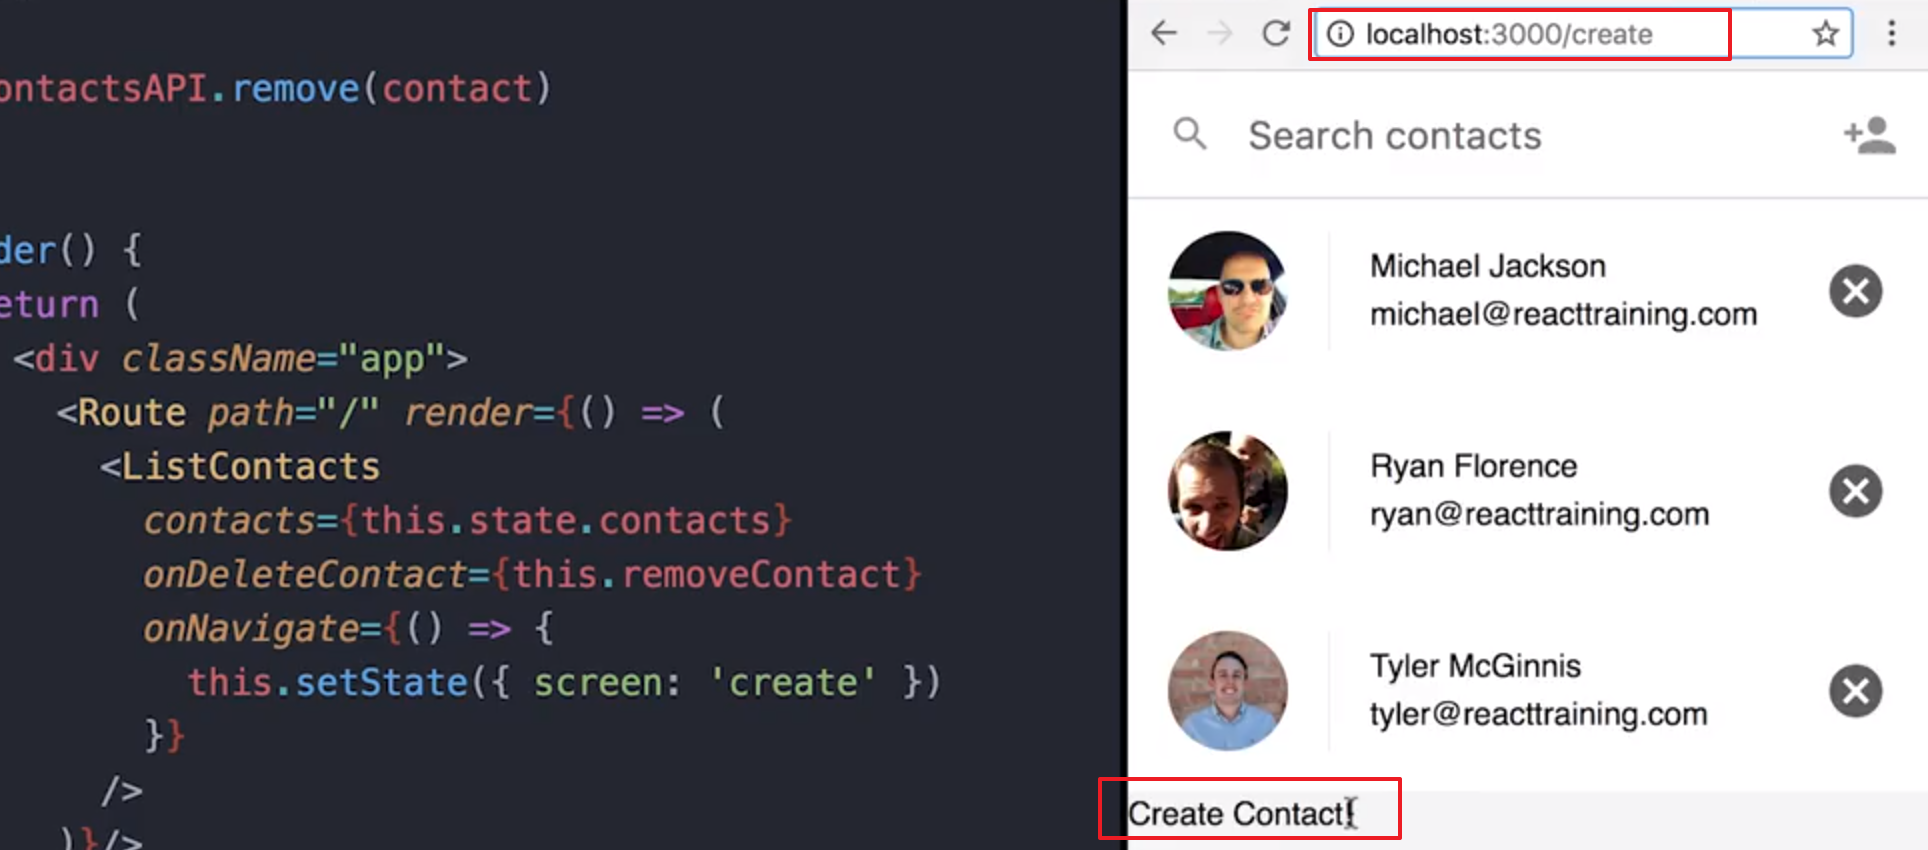 ontactsAPI.remove(contact)
der() {
eturn (
<div className="app">
<Route path="/" render={() => (
<ListContacts
contacts={this.state.contacts}
onDeleteContact={this.removeContact}
onNavigate={() => {
this.setState({ screen: 'create' })
}}
/>
)}/>
localhost:3000/create
Search contacts
Michael Jackson
michael@reacttraining.com
Ryan Florence
ryan@reacttraining.com
Tyler McGinnis
tyler@reacttraining.com
Create Contact